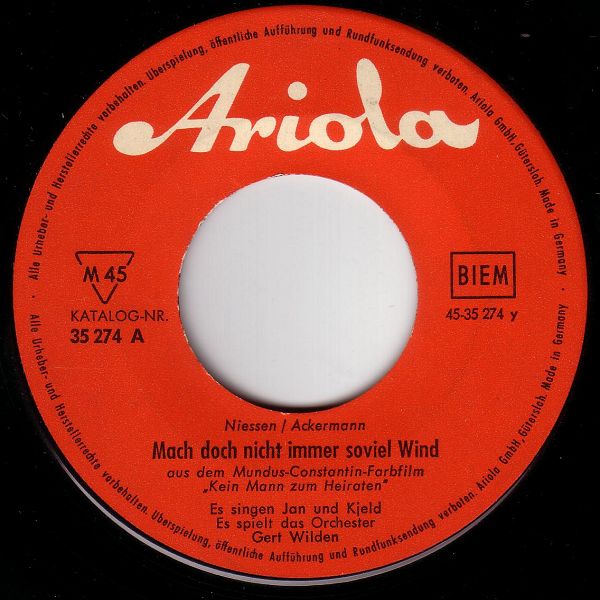 Alle Urheber- und Herstellerrechte vorbehalten. Überspielung, öffentliche Aufführung und Rundfunksendung verboten. Ariola GmbH, Gütersloh. Made in Germany
Ariola
M 45
KATALOG-NR.
35 274 A
BIEM
45-35 274 y
Niessen / Ackermann
Mach doch nicht immer soviel Wind
aus dem Mundus-Constantin-Farbfilm
„Kein Mann zum Heiraten"
Es singen Jan und Kjeld
Es spielt das Orchester
Gert Wilden
Alle Urheber- und Herstellerrechte vorbehalten. Überspielung, öffentliche Aufführung und Rundfunksendung verboten. Ariola GmbH, Gütersloh. Made in Germany